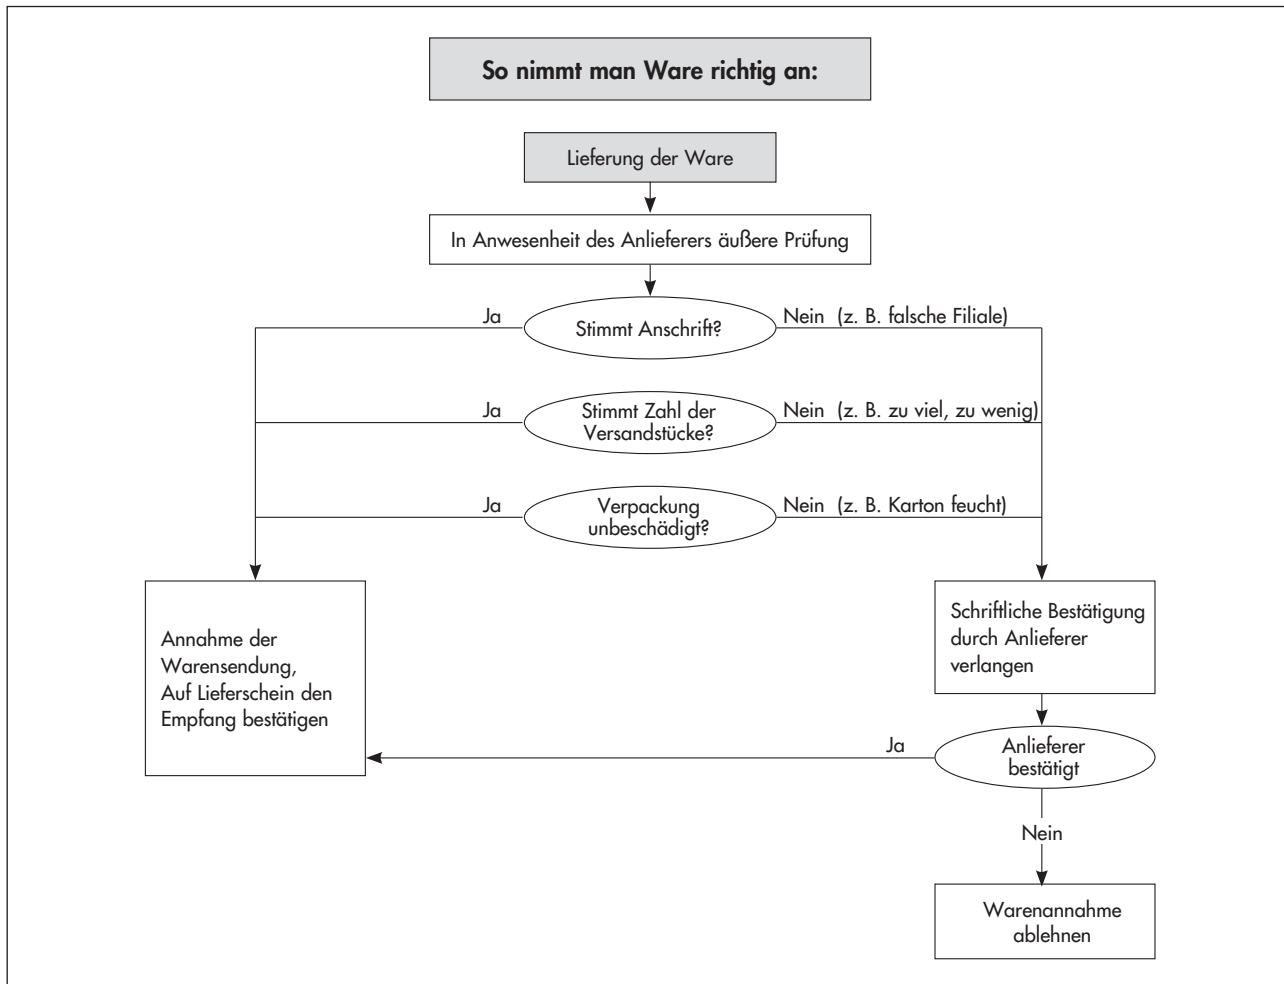 So nimmt man Ware richtig an:
Lieferung der Ware
In Anwesenheit des Anlieferers äußere Prüfung
Ja
Stimmt Anschrift?
Nein (z. B. falsche Filiale)
Ja
Stimmt Zahl der
Versandstücke?
Nein (z. B. zu viel, zu wenig)
Ja
Verpackung
unbeschädigt?
Nein (z. B. Karton feucht)
Annahme der
Warensendung,
Auf Lieferschein den
Empfang bestätigen
Schriftliche Bestätigung
durch Anlieferer
verlangen
Ja
Anlieferer
bestätigt
Nein
Warenannahme
ablehnen